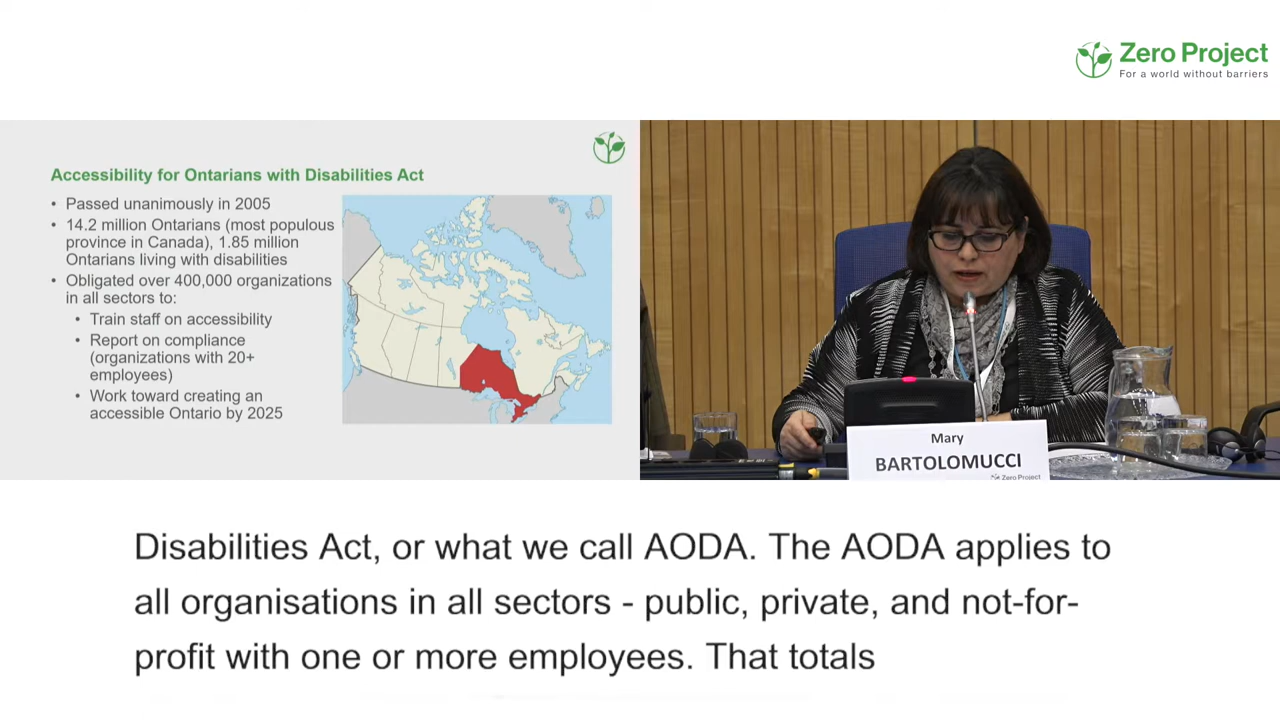 Zero Project
For a world without barriers
Accessibility for Ontarians with Disabilities Act
• Passed unanimously in 2005
• 14.2 million Ontarians (most populous
province in Canada), 1.85 million
Ontarians living with disabilities
• Obligated over 400,000 organizations
in all sectors to:
• Train staff on accessibility
• Report on compliance
(organizations with 20+
employees)
• Work toward creating an
accessible Ontario by 2025
Mary
BARTOLOMUCCI
Zero Project
Disabilities Act, or what we call AODA. The AODA applies to
all organisations in all sectors - public, private, and not-for-
profit with one or more employees. That totals